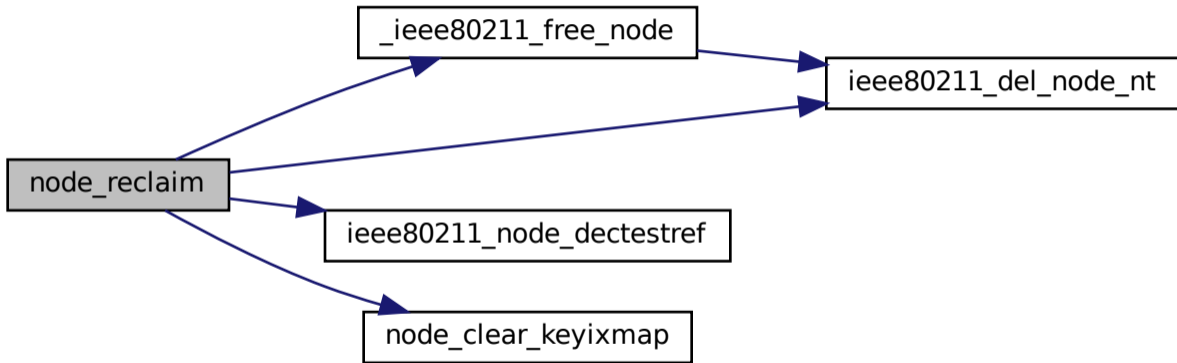 _ieee80211_free_node
ieee80211_del_node_nt
node_reclaim
ieee80211_node_dectestref
node_clear_keyixmap